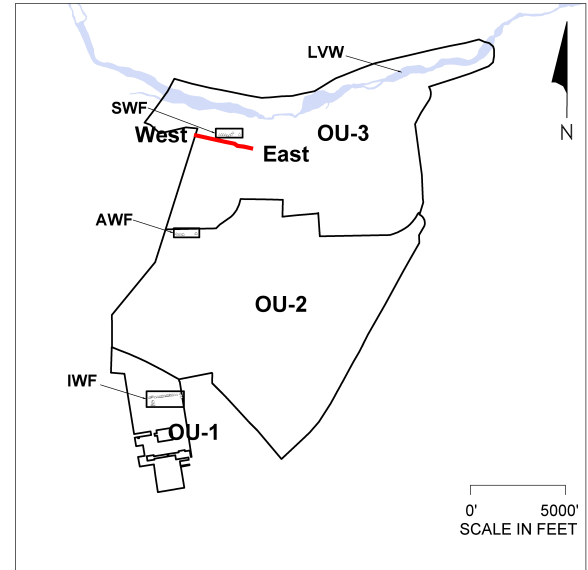 LVW
SWF
West
OU-3
East
N
AWF
OU-2
IWF
OU-1
0' 5000'
SCALE IN FEET